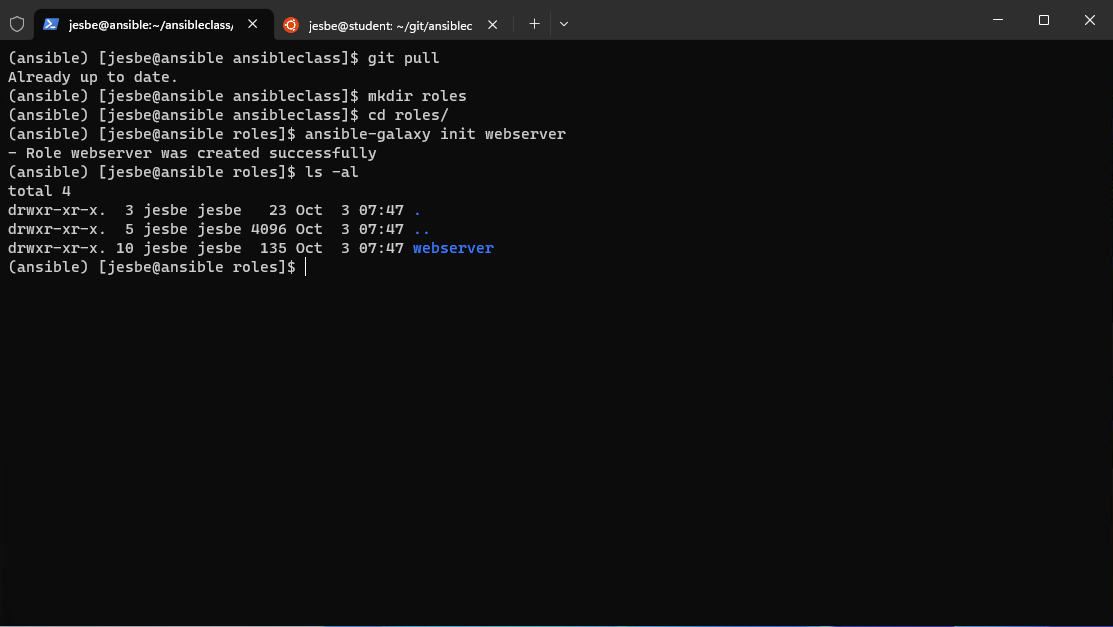 jesbe@ansible:~/ansibleclass/
jesbe@student: ~/git/ansiblec
(ansible) [jesbe@ansible ansibleclass]$ git pull
Already up to date.
(ansible) [jesbe@ansible ansibleclass]$ mkdir roles
(ansible) [jesbe@ansible ansibleclass]$ cd roles/
(ansible) [jesbe@ansible roles]$ ansible-galaxy init webserver
- Role webserver was created successfully
(ansible) [jesbe@ansible roles]$ ls -al
total 4
drwxr-xr-x.  3 jesbe jesbe   23 Oct  3 07:47 .
drwxr-xr-x.  5 jesbe jesbe 4096 Oct  3 07:47 ..
drwxr-xr-x. 10 jesbe jesbe  135 Oct  3 07:47 webserver
(ansible) [jesbe@ansible roles]$